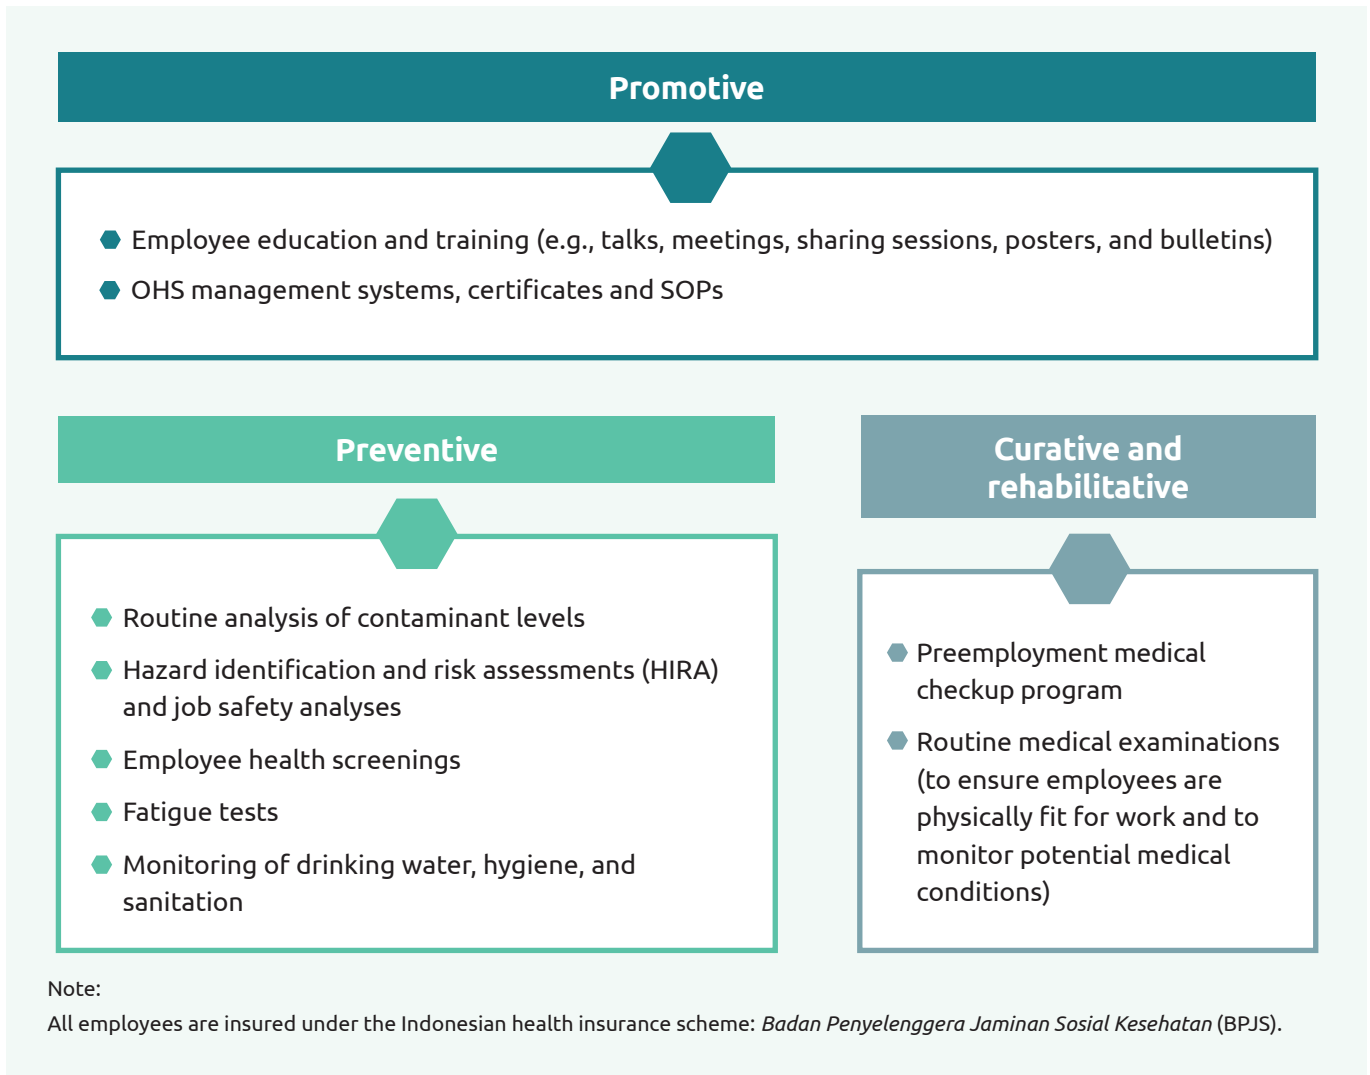 Promotive
Employee education and training (e.g., talks, meetings, sharing sessions, posters, and bulletins)
OHS management systems, certificates and SOPs
Preventive
Routine analysis of contaminant levels
Hazard identification and risk assessments (HIRA)
and job safety analyses
Employee health screenings
Fatigue tests
Monitoring of drinking water, hygiene, and
sanitation
Curative and
rehabilitative
Preemployment medical
checkup program
Routine medical examinations
(to ensure employees are
physically fit for work and to
monitor potential medical
conditions)
Note:
All employees are insured under the Indonesian health insurance scheme: Badan Penyelenggera Jaminan Sosial Kesehatan (BPJS).